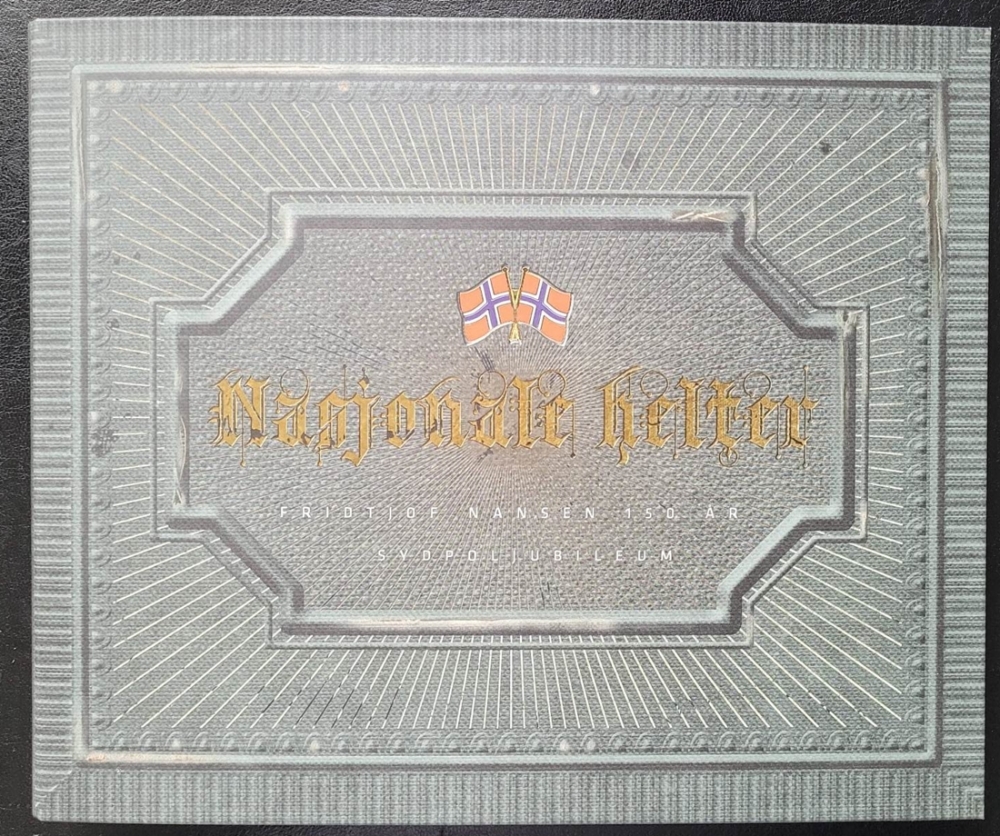 Nasjonale helter
FRIDTJOF NANSEN 150 ÅR
SYDPOLJUBILEUM